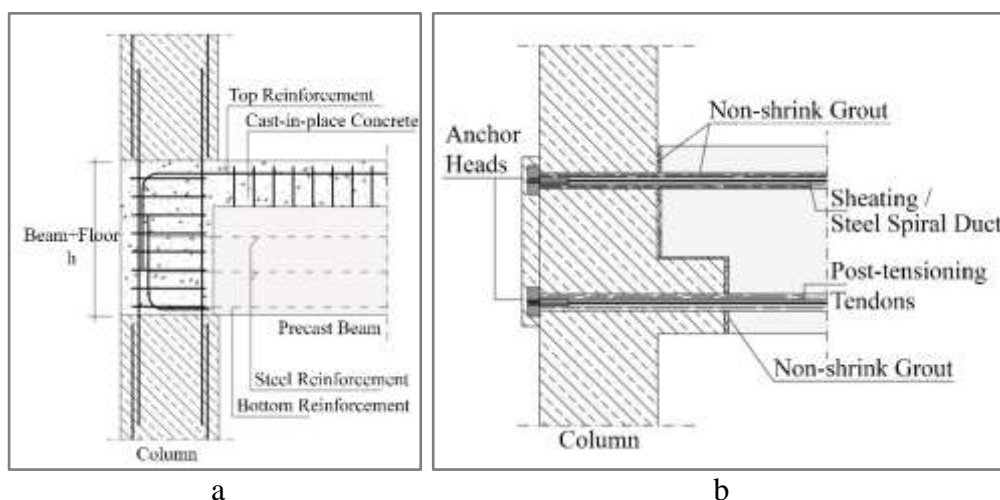 Top Reinforcement
Cast-in-place Concrete
Beam+Floor
h
Precast Beam
Steel Reinforcement
Bottom Reinforcement
Column
a
Non-shrink Grout
Anchor
Heads
Sheating /
Steel Spiral Duct
Post-tensioning
Tendons
Non-shrink Grout
Column
b